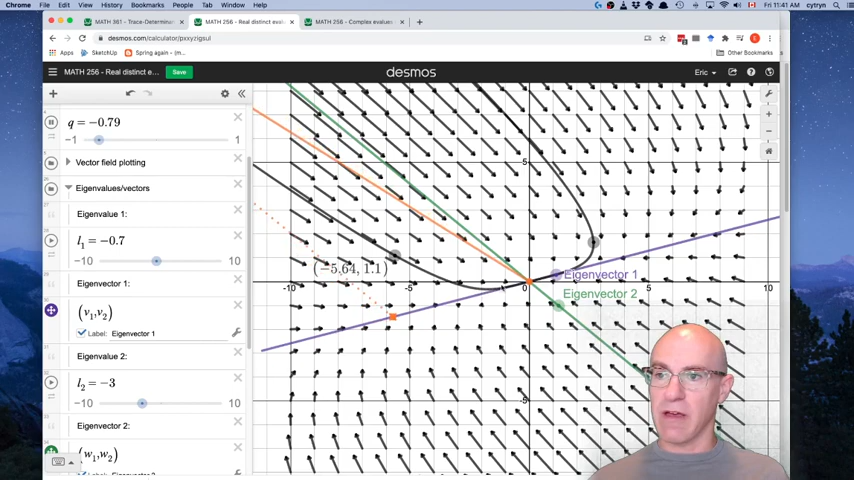 Chrome File Edit View History Bookmarks People Tab Window Help
Fri 11:41 AM cytryn
MATH 361 - Trace-Determinan
MATH 256 - Real distinct eval
MATH 256 - Complex evalues
desmos.com/calculator/pxxyzigsul
Apps SketchUp Spring again - (m... Other Bookmarks
MATH 256 - Real distinct e... Save desmos Eric
q = −0.79
-1 1
Vector field plotting
Eigenvalues/vectors
Eigenvalue 1:
l1 = −0.7
-10 10
Eigenvector 1:
(v1,v2)
Label: Eigenvector 1
Eigenvalue 2:
l2 = −3
-10 10
Eigenvector 2:
(w1,w2)
5
(−5.64, 1.1)
Eigenvector 1
-10 -5 0 5 10
Eigenvector 2
-5